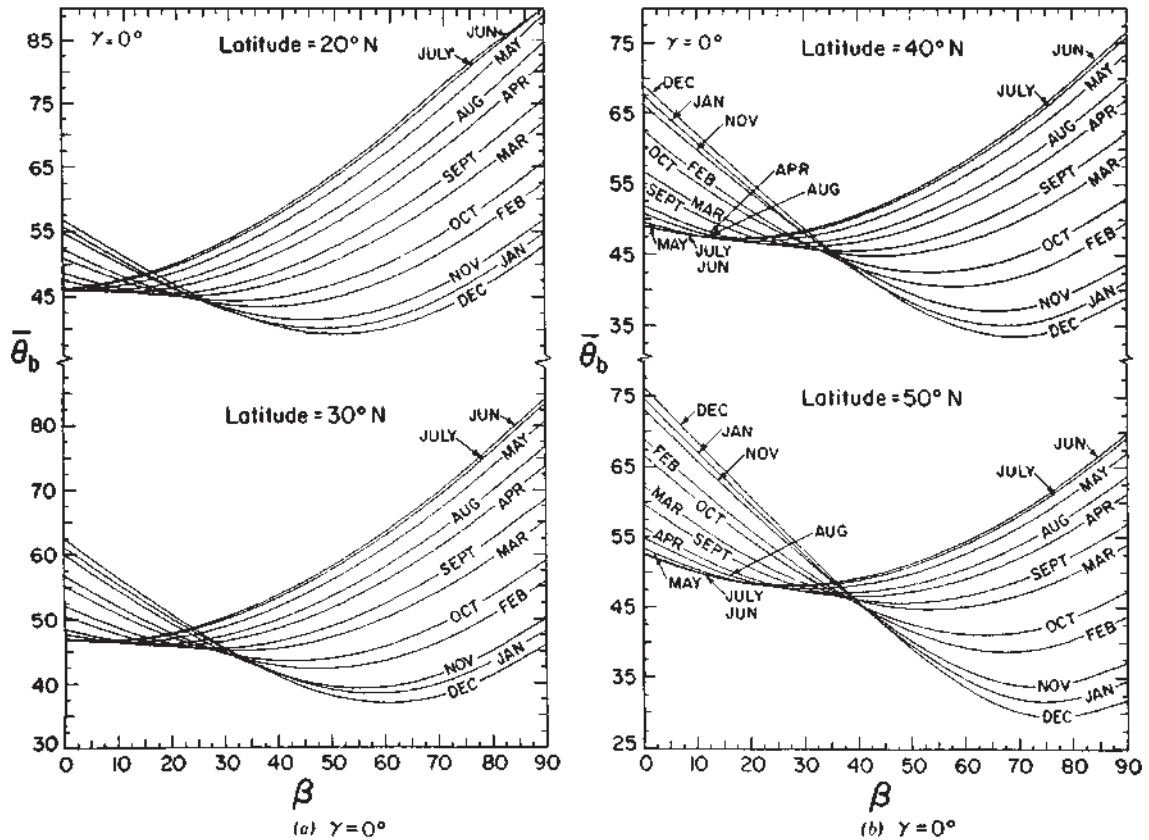 γ = 0° Latitude = 20° N
JUN
JULY
MAY
AUG APR
SEPT MAR
OCT FEB
NOV JAN
DEC
85
75
65
55
45
θ̄b
Latitude = 30° N
JUN
JULY
MAY
AUG APR
SEPT MAR
OCT FEB
NOV JAN
DEC
80
70
60
50
40
30
0 10 20 30 40 50 60 70 80 90
β
(a) γ = 0°
γ = 0° Latitude = 40° N
JUN
JULY
MAY
AUG APR
SEPT MAR
OCT FEB
NOV JAN
DEC
DEC
JAN
NOV
OCT FEB
APR
SEPT MAR
AUG
MAY JULY
JUN
75
65
55
45
35
θ̄b
Latitude = 50° N
JUN
JULY
MAY
AUG APR
SEPT MAR
OCT
FEB
NOV
JAN
DEC
DEC
JAN
NOV
FEB OCT
MAR SEPT
APR AUG
MAY JULY
JUN
75
65
55
45
35
25
0 10 20 30 40 50 60 70 80 90
β
(b) γ = 0°